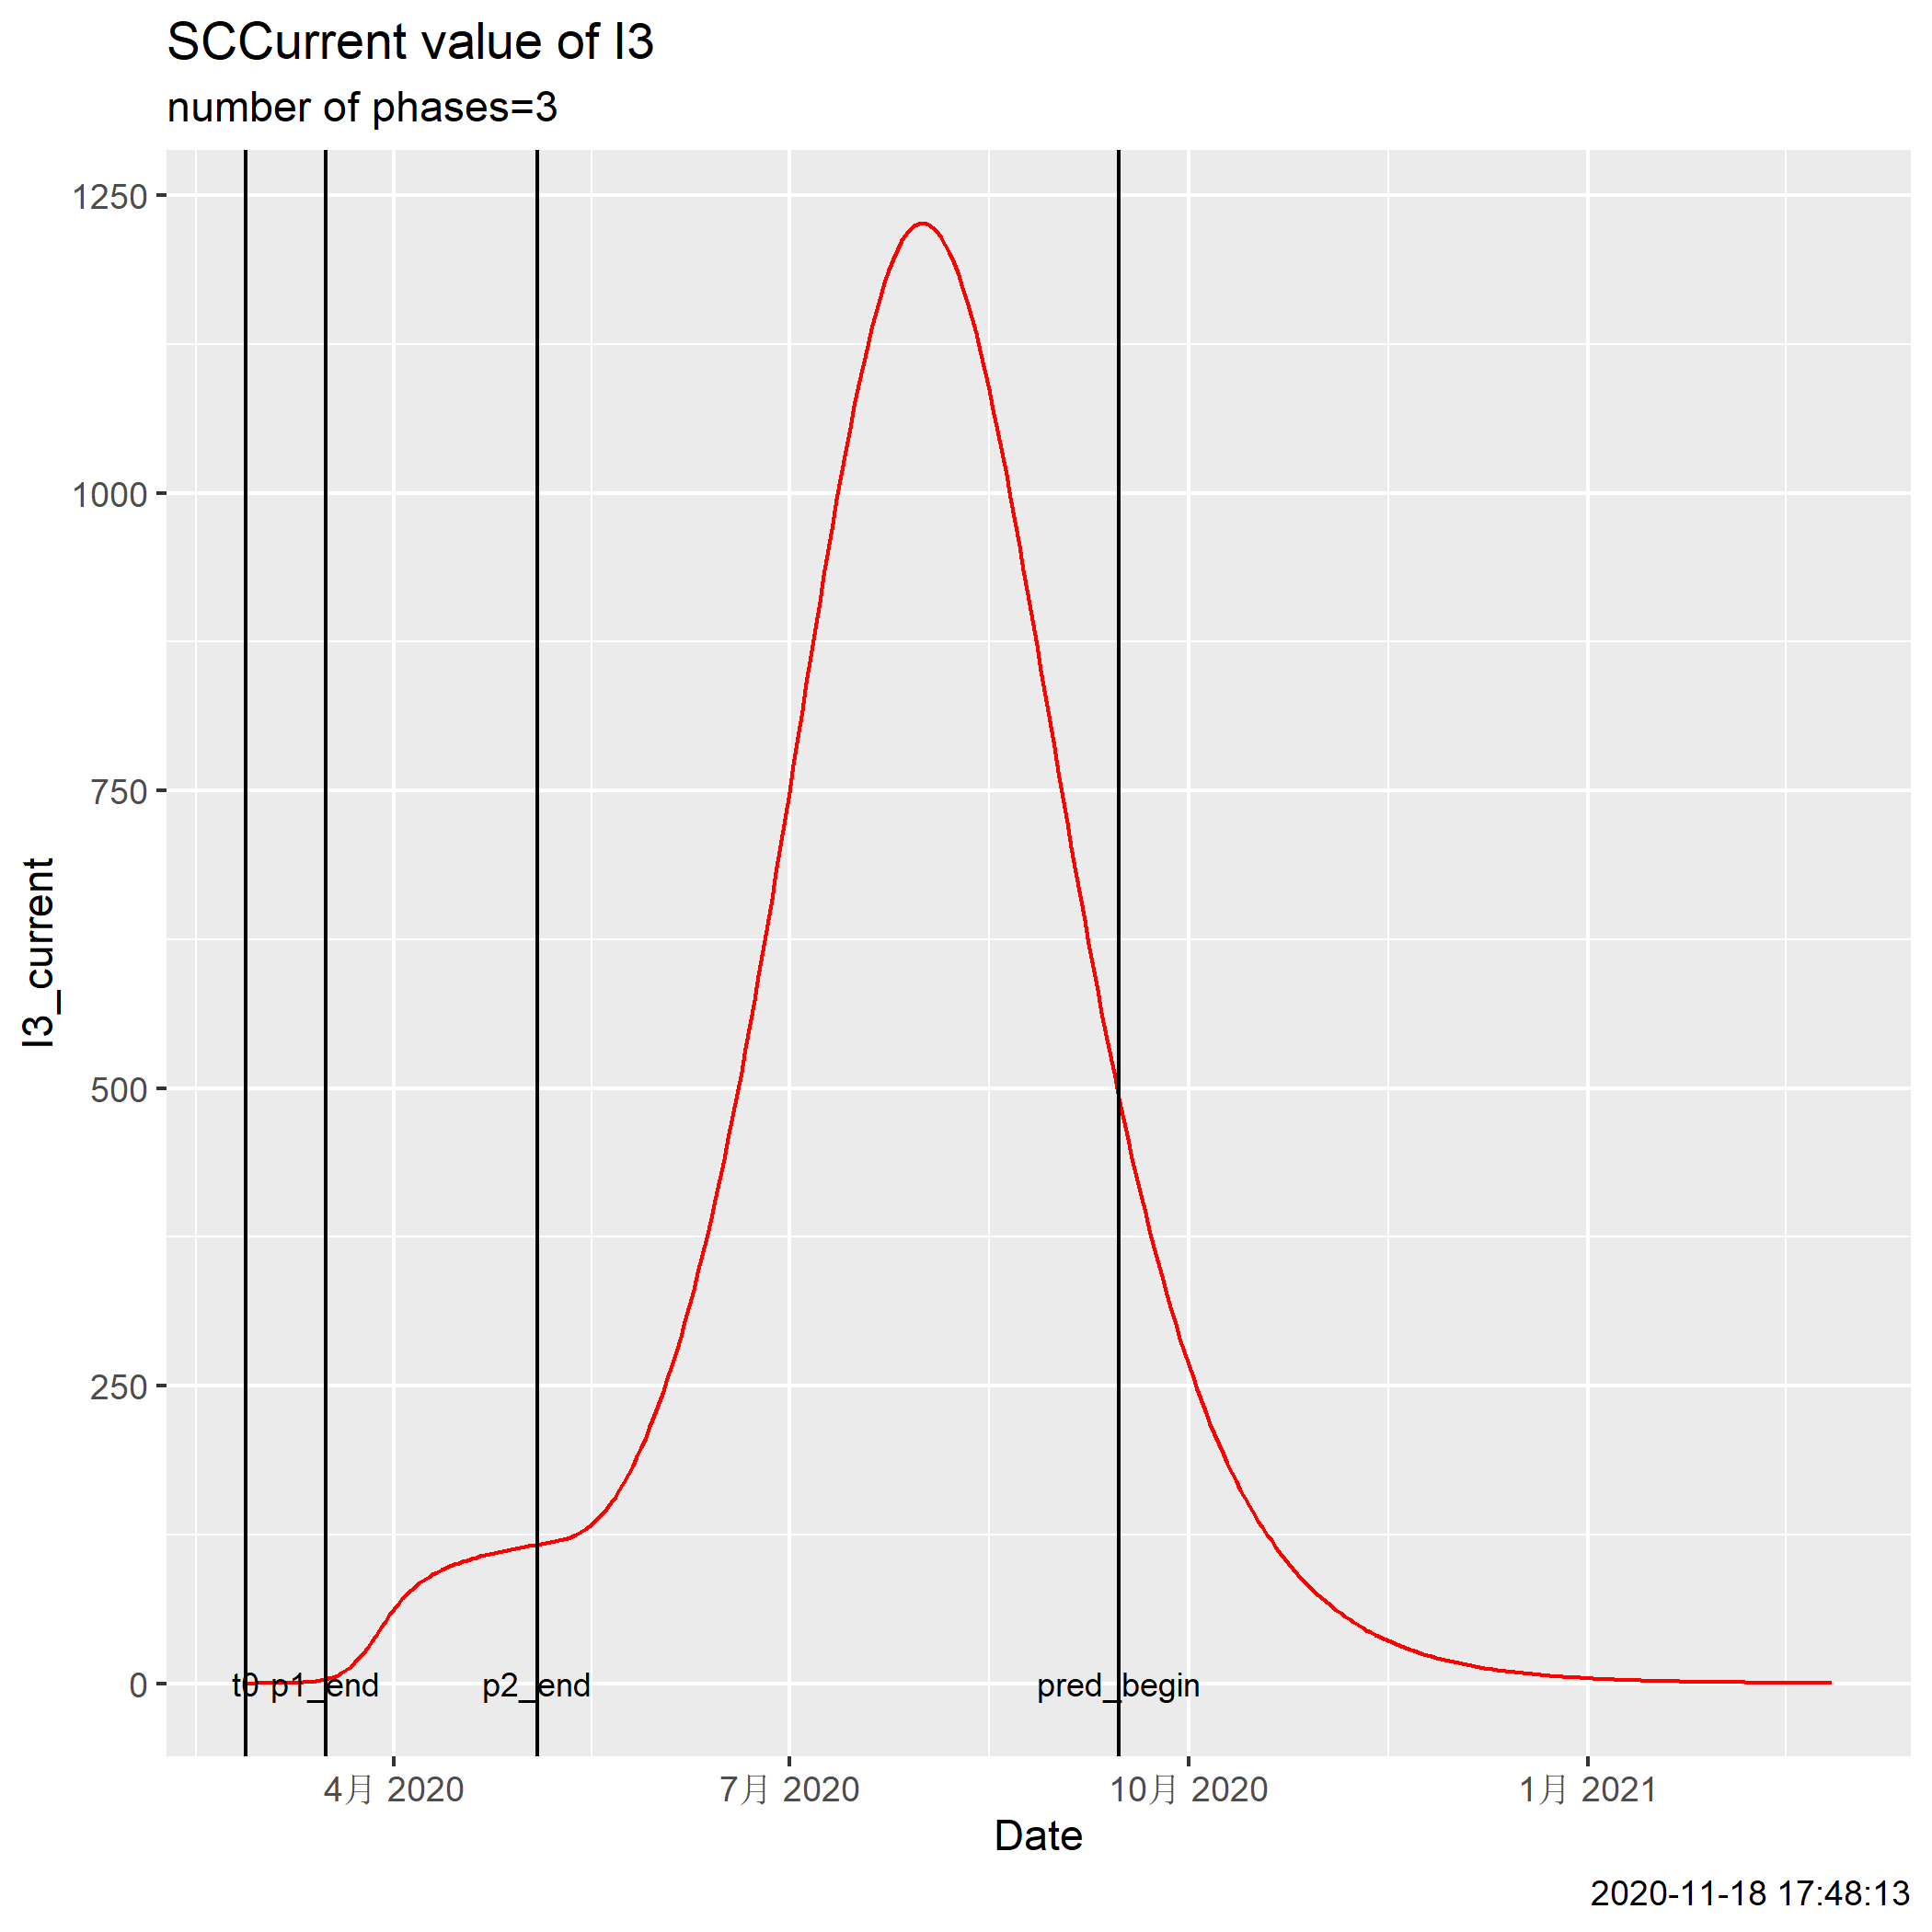 SCCurrent value of I3
number of phases=3
1250
1000
750
500
250
0
I3_current
t0 p1_end p2_end pred_begin
4月 2020 7月 2020 10月 2020 1月 2021
Date
2020-11-18 17:48:13